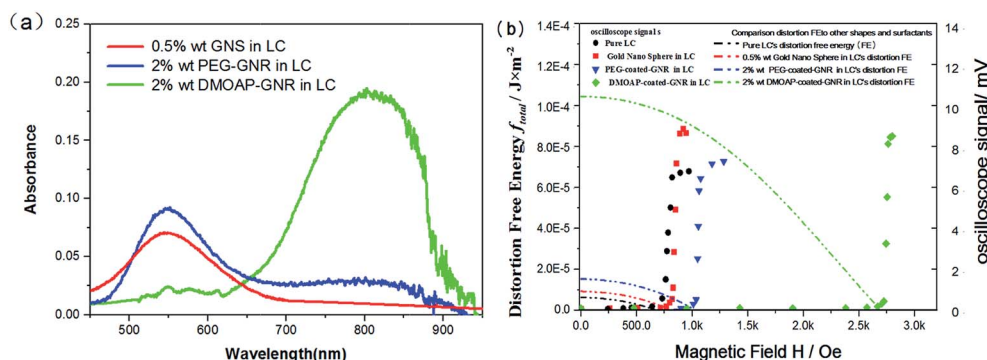 (a)
0.25
0.20
0.15
0.10
0.05
0.00
Absorbance
0.5% wt GNS in LC
2% wt PEG-GNR in LC
2% wt DMOAP-GNR in LC
500
600
700
800
900
Wavelength(nm)
(b)
1.4E-4
1.2E-4
1.0E-4
8.0E-5
6.0E-5
4.0E-5
2.0E-5
0.0
Distortion Free Energy f_total / J×m-2
oscilloscope signals
Pure LC
Gold Nano Sphere in LC
PEG-coated-GNR in LC
DMOAP-coated-GNR in LC
Comparison distortion FEto other shapes and surfactants
Pure LC's distortion free energy (FE)
0.5% wt Gold Nano Sphere in LC's distortion FE
2% wt PEG-coated-GNR in LC's distortion FE
2% wt DMOAP-coated-GNR in LC's distortion FE
14
12
10
8
6
4
2
0
oscilloscope signal/ mV
0.0
500.0
1.0k
1.5k
2.0k
2.5k
3.0k
Magnetic Field H / Oe